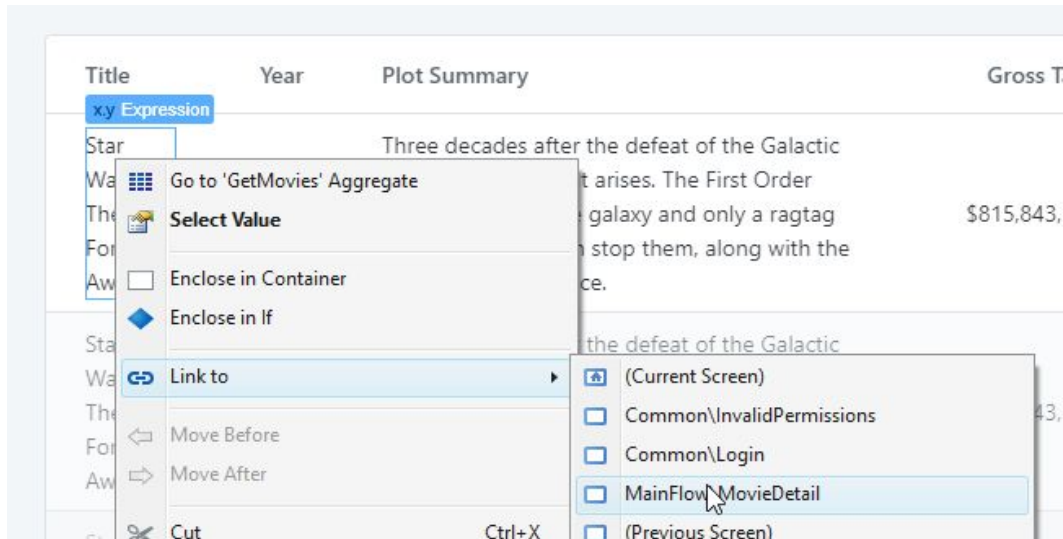 Title Year Plot Summary Gross
x.y Expression
Star Three decades after the defeat of the Galactic
Wa arises. The First Order
The galaxy and only a ragtag $815,843,
For stop them, along with the
Aw ce.
Go to 'GetMovies' Aggregate
Select Value
Enclose in Container
Enclose in If
Link to
Move Before
Move After
Cut Ctrl+X
(Current Screen)
Common\InvalidPermissions
Common\Login
MainFlow\MovieDetail
(Previous Screen)
Sta the defeat of the Galactic
Wa
The 43,
For
Aw